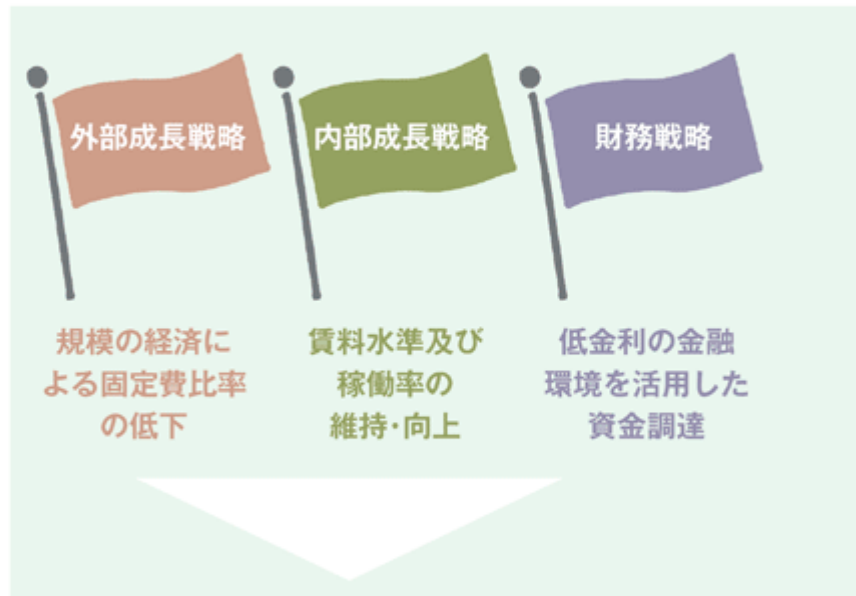 外部成長戦略
内部成長戦略
財務戦略
規模の経済に
よる固定費比率
の低下
賃料水準及び
稼働率の
維持・向上
低金利の金融
環境を活用した
資金調達